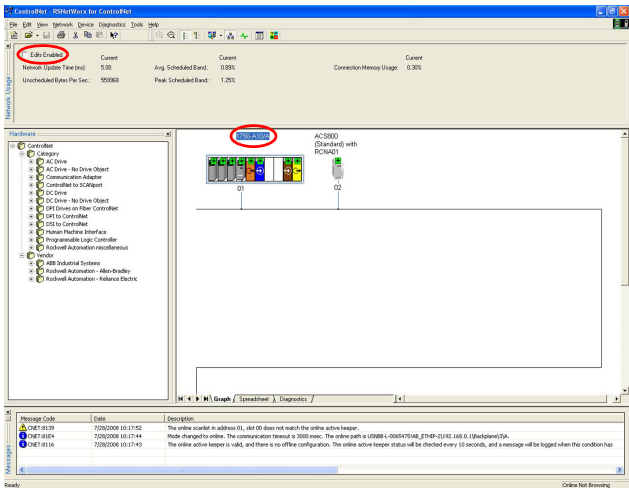 ControlNet - RSNetWorx for ControlNet
File Edit View Network Device Diagnostics Tools Help
Edits Enabled
Current Current Current
Network Update Time (ms): 5.00 Avg. Scheduled Band.: 0.89% Connection Memory Usage: 0.30%
Unscheduled Bytes Per Sec.: 559968 Peak Scheduled Band.: 1.25%
Network Usage
Hardware
ControlNet
Category
AC Drive
AC Drive - No Drive Object
Communication Adapter
ControlNet to SCANport
DC Drive
DC Drive - No Drive Object
DPI Drives on Fiber ControlNet
DPI to ControlNet
DSI to ControlNet
Human Machine Interface
Programmable Logic Controller
Rockwell Automation miscellaneous
Vendor
ABB Industrial Systems
Rockwell Automation - Allen-Bradley
Rockwell Automation - Reliance Electric
1756-A10/A
ACS800
(Standard) with
RCNA01
01
02
Graph Spreadsheet Diagnostics
Messages
Message Code Date Description
CNET:8139 7/28/2008 10:17:52 The online scanlist in address 01, slot 00 does not match the online active keeper.
CNET:81E4 7/28/2008 10:17:44 Mode changed to online. The communication timeout is 3000 msec. The online path is USNBB-L-0065475\AB_ETHIP-2\192.168.0.1\Backplane\3\A.
CNET:8116 7/28/2008 10:17:43 The online active keeper is valid, and there is no offline configuration. The online active keeper status will be checked every 10 seconds, and a message will be logged when this condition has
Ready
Online Not Browsing